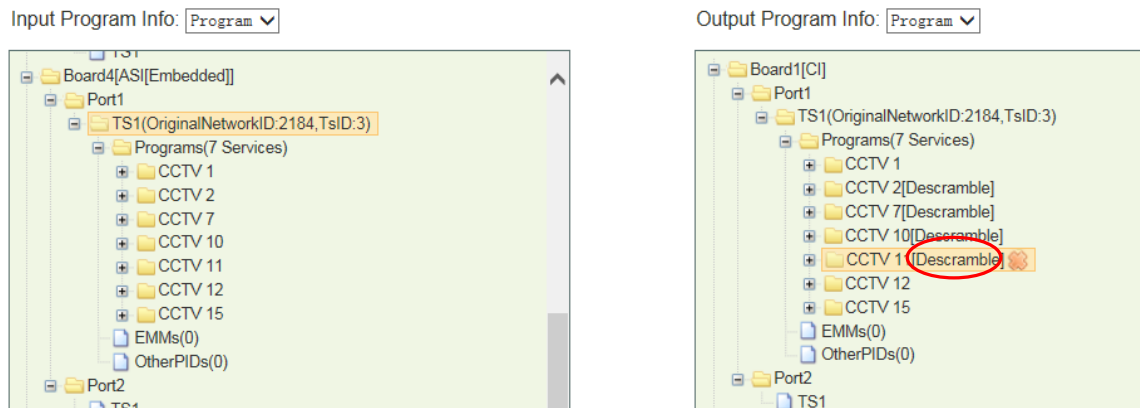 Input Program Info: Program
TS1
Board4[ASI[Embedded]]
Port1
TS1(OriginalNetworkID:2184,TsID:3)
Programs(7 Services)
CCTV 1
CCTV 2
CCTV 7
CCTV 10
CCTV 11
CCTV 12
CCTV 15
EMMs(0)
OtherPIDs(0)
Port2
TS1
Output Program Info: Program
Board1[CI]
Port1
TS1(OriginalNetworkID:2184,TsID:3)
Programs(7 Services)
CCTV 1
CCTV 2[Descramble]
CCTV 7[Descramble]
CCTV 10[Descramble]
CCTV 11[Descramble]
CCTV 12
CCTV 15
EMMs(0)
OtherPIDs(0)
Port2
TS1